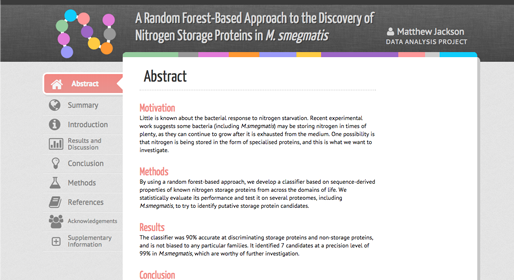 A Random Forest-Based Approach to the Discovery of
Nitrogen Storage Proteins in M. smegmatis
Matthew Jackson
DATA ANALYSIS PROJECT
Abstract
Summary
Introduction
Results and
Discussion
Conclusion
Methods
References
Acknowledgements
Supplementary
Information
Abstract
Motivation
Little is known about the bacterial response to nitrogen starvation. Recent experimental
work suggests some bacteria (including M.smegmatis) may be storing nitrogen in times of
plenty, as they can continue to grow after it is exhausted from the medium. One possibility is
that nitrogen is being stored in the form of specialised proteins, and this is what we want to
investigate.
Methods
By using a random forest-based approach, we develop a classifier based on sequence-derived
properties of known nitrogen storage proteins from across the domains of life. We
statistically evaluate its performance and test it on several proteomes, including
M.smegmatis, to try to identify putative storage protein candidates.
Results
The classifier was 90% accurate at discriminating storage proteins and non-storage proteins,
and is not biased to any particular families. It identified 7 candidates at a precision level of
99% in M.smegmatis, which are worthy of further investigation.
Conclusion